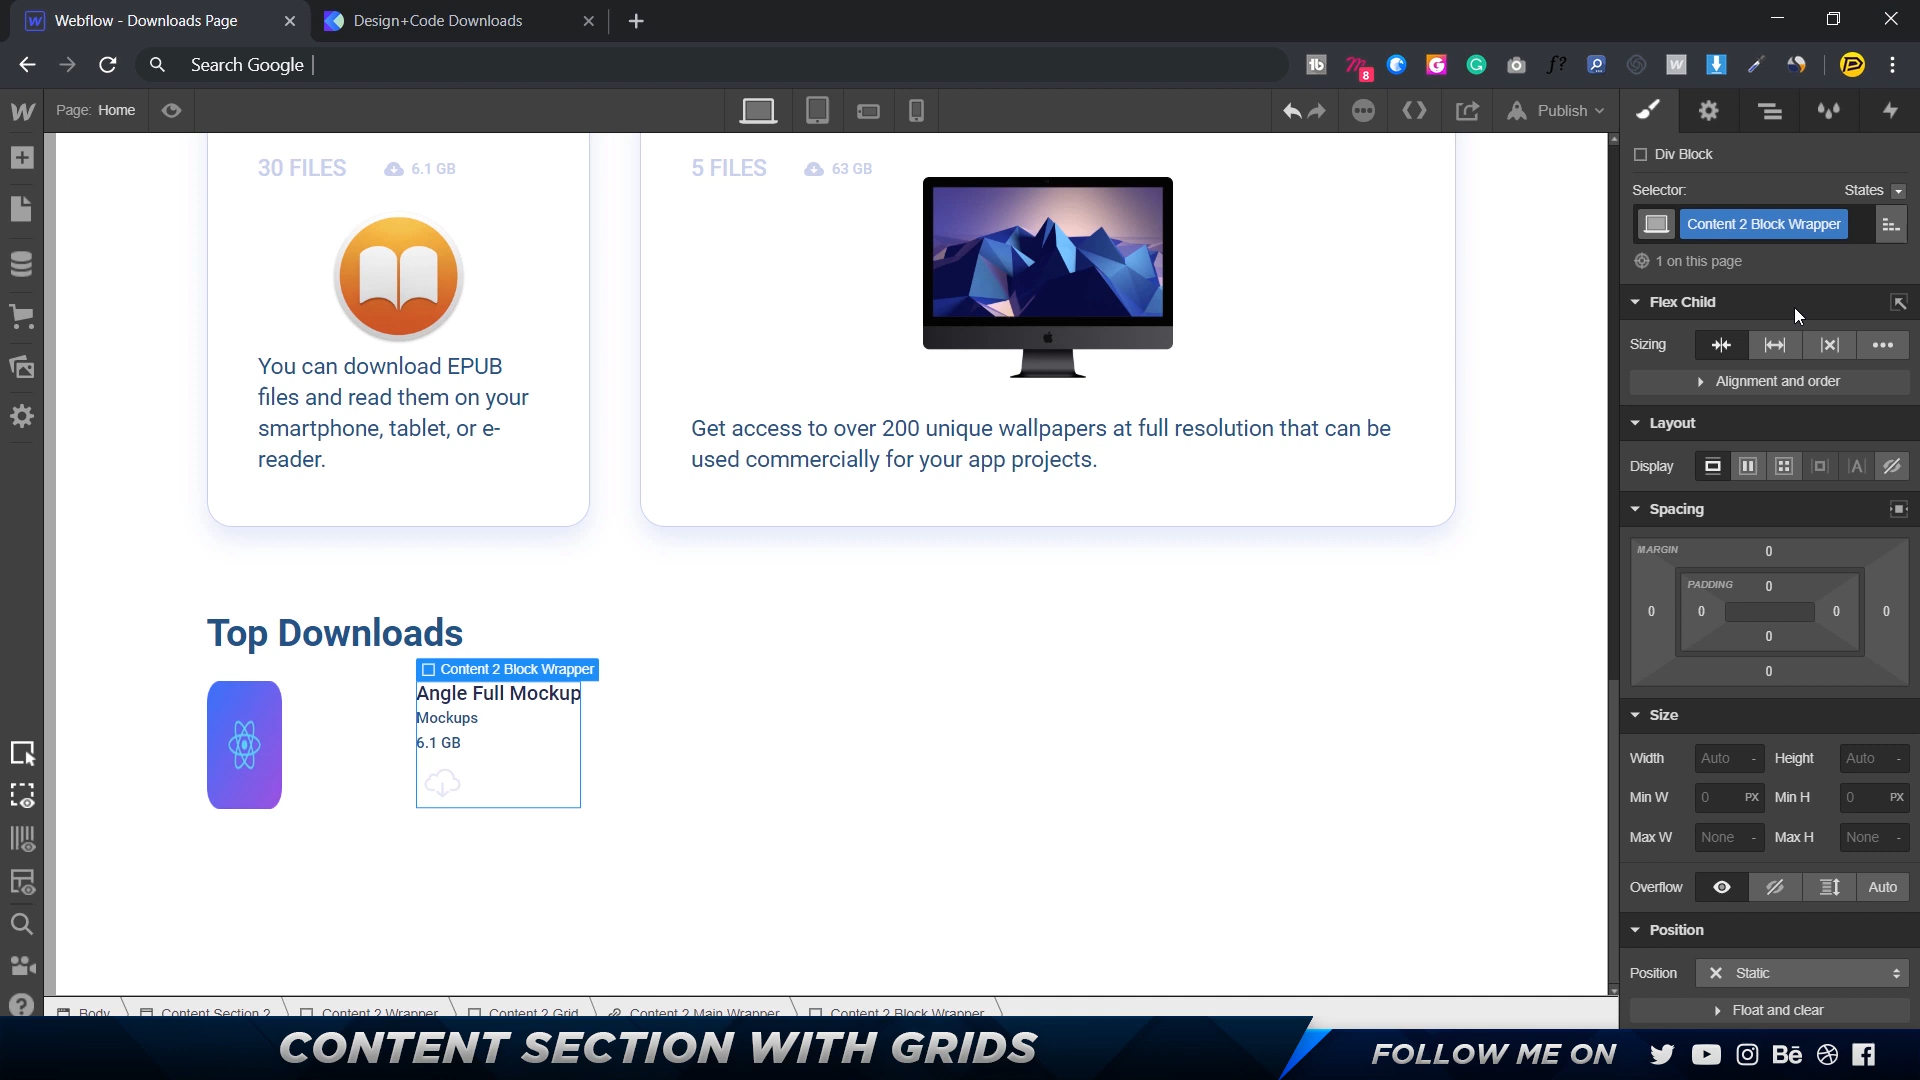 Webflow - Downloads Page
Design+Code Downloads
Search Google
8
Page: Home
Publish
30 FILES
6.1 GB
5 FILES
63 GB
You can download EPUB
files and read them on your
smartphone, tablet, or e-
reader.
Get access to over 200 unique wallpapers at full resolution that can be
used commercially for your app projects.
Top Downloads
Content 2 Block Wrapper
Angle Full Mockup
Mockups
6.1 GB
Body
Content Section 2
Content 2 Wrapper
Content 2 Grid
Content 2 Main Wrapper
Content 2 Block Wrapper
Div Block
Selector:
States
Content 2 Block Wrapper
1 on this page
Flex Child
Sizing
Alignment and order
Layout
Display
Spacing
MARGIN
0
PADDING
0
0 0 0 0
0
0
Size
Width Auto - Height Auto -
Min W 0 PX Min H 0 PX
Max W None - Max H None -
Overflow Auto
Position
Position Static
Float and clear
CONTENT SECTION WITH GRIDS
FOLLOW ME ON